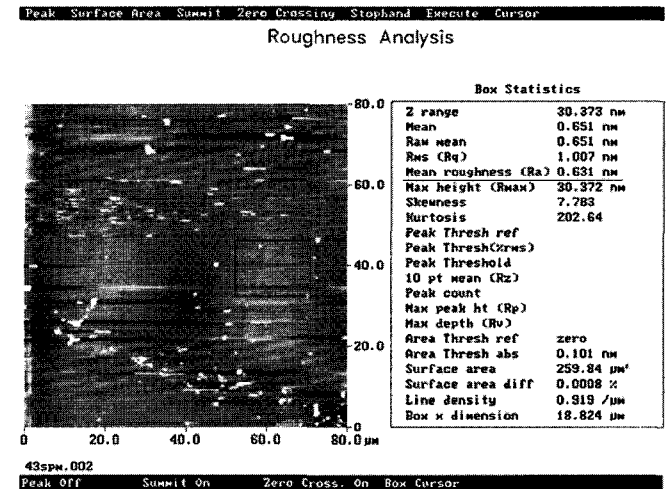 Peak Surface Area Summit Zero Crossing Stopband Execute Cursor
Roughness Analysis
Box Statistics
Z range 30.373 nm
Mean 0.651 nm
Raw mean 0.651 nm
Rms (Rq) 1.007 nm
Mean roughness (Ra) 0.631 nm
Max height (Rmax) 30.372 nm
Skewness 7.783
Kurtosis 202.64
Peak Thresh ref
Peak Thresh(%rms)
Peak Threshold
10 pt mean (Rz)
Peak count
Max peak ht (Rp)
Max depth (Rv)
Area Thresh ref zero
Area Thresh abs 0.101 nm
Surface area 259.84 µm²
Surface area diff 0.0008 %
Line density 0.919 /µm
Box x dimension 18.824 µm
80.0
60.0
40.0
20.0
0
0 20.0 40.0 60.0 80.0 µm
43spm.002
Peak Off Summit On Zero Cross. On Box Cursor